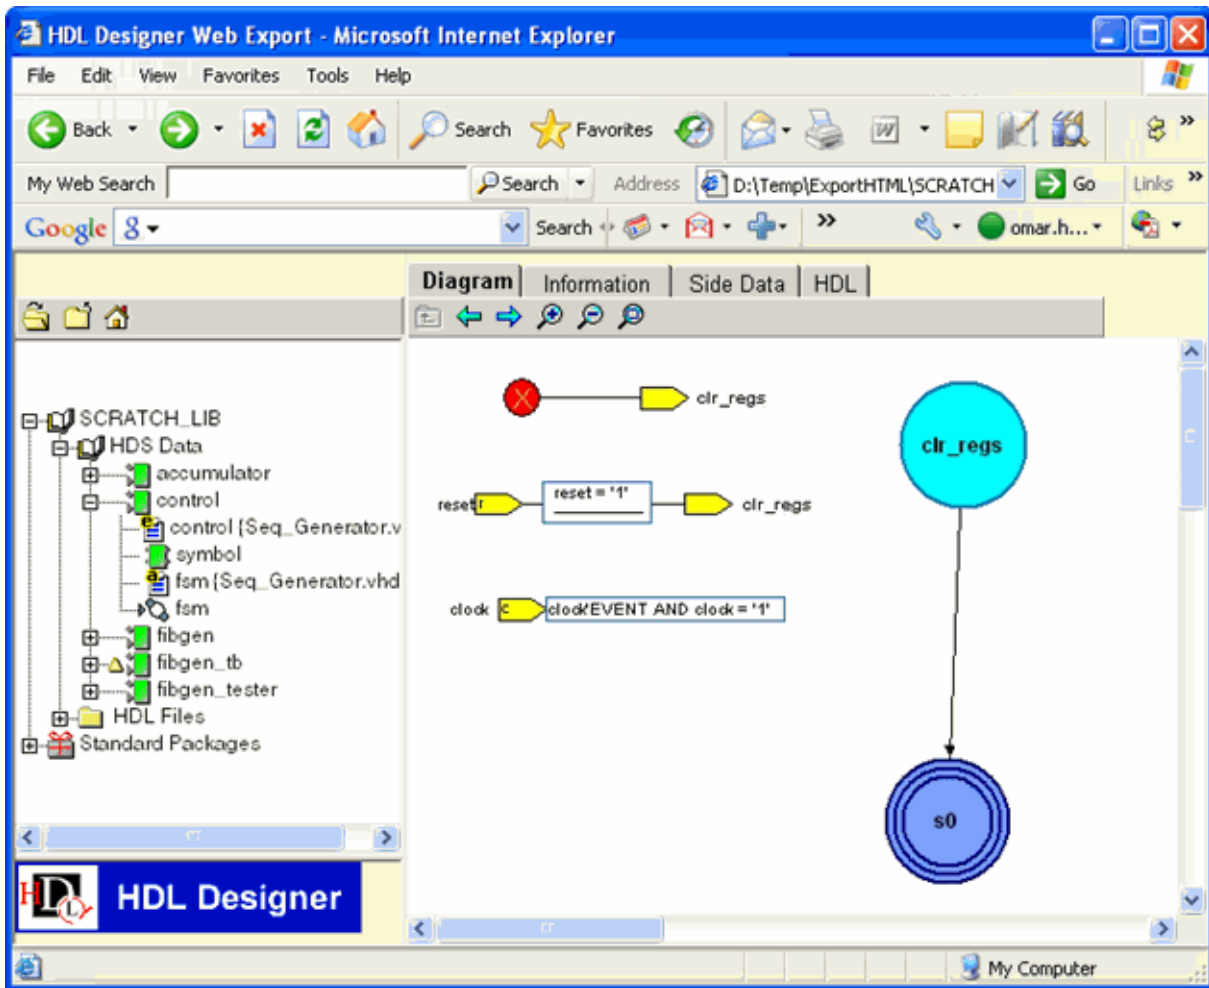 HDL Designer Web Export - Microsoft Internet Explorer
File Edit View Favorites Tools Help
Back Search Favorites
My Web Search Search Address D:\Temp\ExportHTML\SCRATCH Go Links »
Google Search » omar.h...
Diagram Information Side Data HDL
SCRATCH_LIB
HDS Data
accumulator
control
control {Seq_Generator.v
symbol
fsm {Seq_Generator.vhd
fsm
fibgen
fibgen_tb
fibgen_tester
HDL Files
Standard Packages
HDL Designer
clr_regs
reset r reset = '1' clr_regs
clock c clock'EVENT AND clock = '1'
clr_regs
s0
My Computer